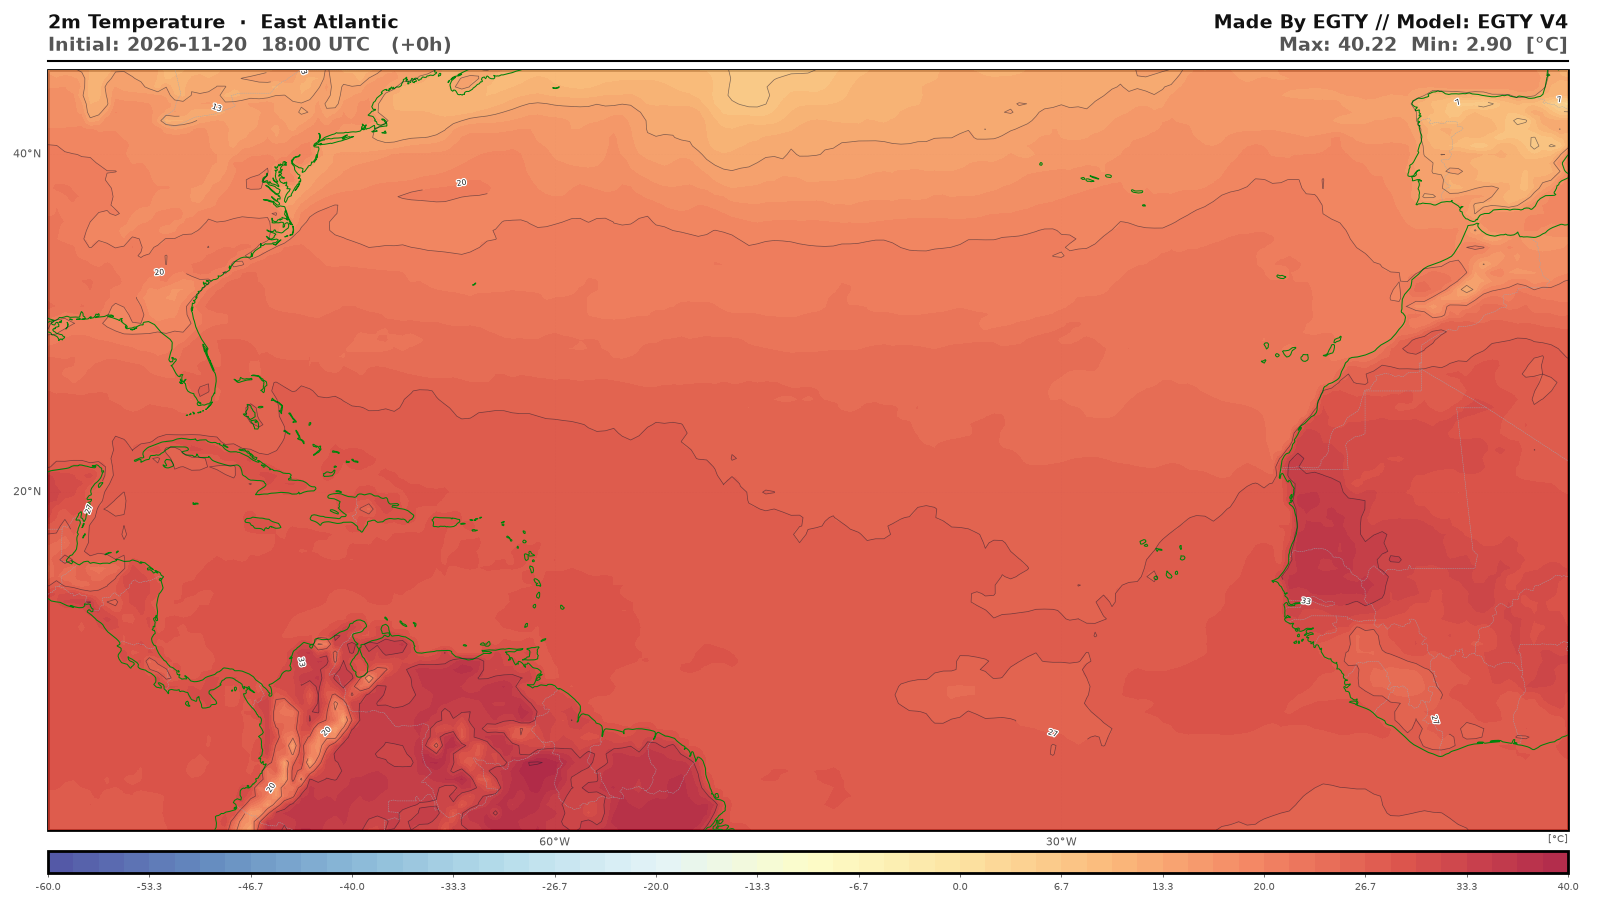 2m Temperature · East Atlantic
Made By EGTY // Model: EGTY V4
Initial: 2026-11-20 18:00 UTC (+0h)
Max: 40.22 Min: 2.90 [°C]
13
7
7
40°N
20
20
20°N
27
33
33
27
20
27
20
60°W
30°W
[°C]
-60.0 -53.3 -46.7 -40.0 -33.3 -26.7 -20.0 -13.3 -6.7 0.0 6.7 13.3 20.0 26.7 33.3 40.0